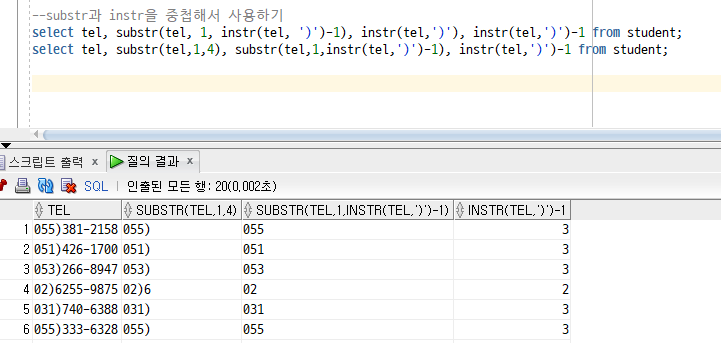 --substr과 instr을 중첩해서 사용하기
select tel, substr(tel, 1, instr(tel, ')')-1), instr(tel,')'), instr(tel,')')-1 from student;
select tel, substr(tel,1,4), substr(tel,1,instr(tel,')')-1), instr(tel,')')-1 from student;
스크립트 출력 x 질의 결과 x
SQL | 인출된 모든 행: 20(0,002초)
TEL SUBSTR(TEL,1,4) SUBSTR(TEL,1,INSTR(TEL,')')-1) INSTR(TEL,')')-1
1 055)381-2158 055) 055 3
2 051)426-1700 051) 051 3
3 053)266-8947 053) 053 3
4 02)6255-9875 02)6 02 2
5 031)740-6388 031) 031 3
6 055)333-6328 055) 055 3